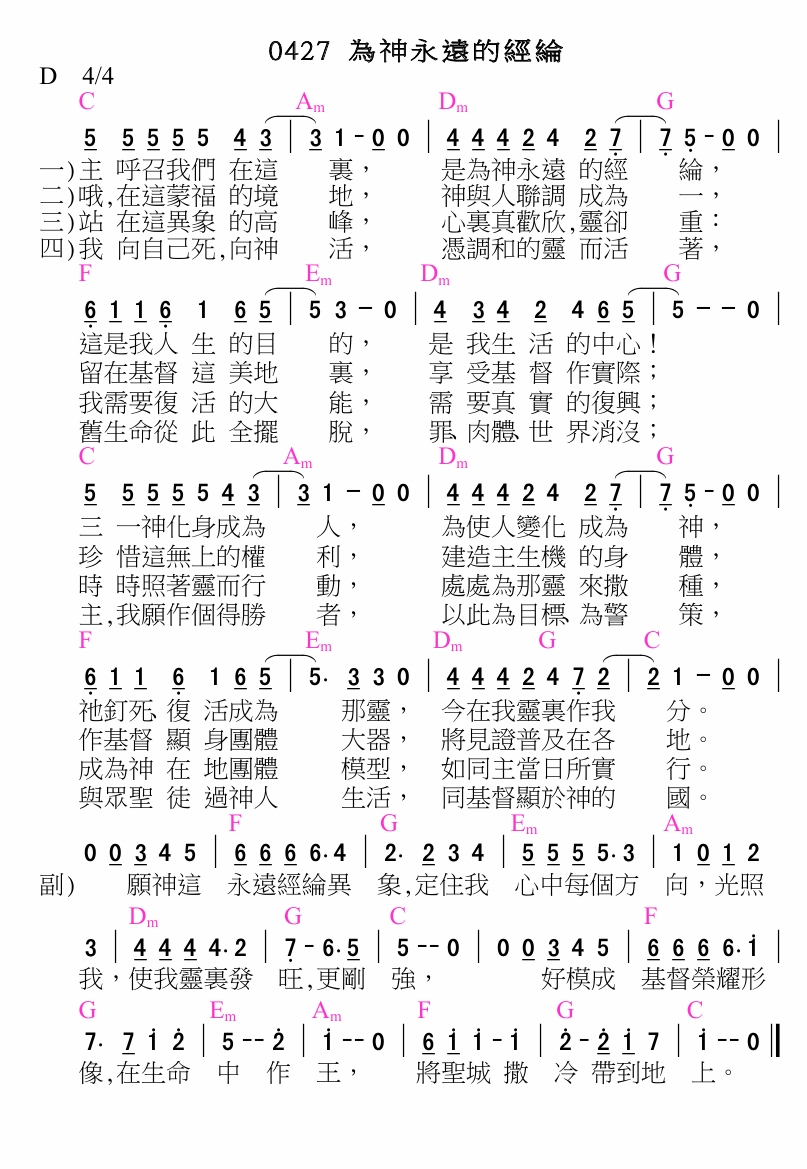 0427 為神永遠的經綸
D 4/4
C Am Dm G
5 5 5 5 5 4 3 | 3 1 - 0 0 | 4 4 4 2 4 2 7 | 7 5 - 0 0 |
一)主 呼召我們 在這 裏， 是為神永遠 的經 綸，
二)哦,在這蒙福 的境 地， 神與人聯調 成為 一，
三)站 在這異象 的高 峰， 心裏真歡欣,靈卻 重：
四)我 向自己死,向神 活， 憑調和的靈 而活 著，
F Em Dm G
6 1 1 6 1 6 5 | 5 3 - 0 | 4 3 4 2 4 6 5 | 5 - - 0 |
這是我人 生 的目 的， 是 我生 活 的中心！
留在基督 這 美地 裏， 享 受基 督 作實際；
我需要復 活 的大 能， 需 要真 實 的復興；
舊生命從 此 全擺 脫， 罪、肉體、世 界消沒；
C Am Dm G
5 5 5 5 5 4 3 | 3 1 - 0 0 | 4 4 4 2 4 2 7 | 7 5 - 0 0 |
三 一神化身成為 人， 為使人變化 成為 神，
珍 惜這無上的權 利， 建造主生機 的身 體，
時 時照著靈而行 動， 處處為那靈 來撒 種，
主,我願作個得勝 者， 以此為目標、為警 策，
F Em Dm G C
6 1 1 6 1 6 5 | 5. 3 3 0 | 4 4 4 2 4 7 2 | 2 1 - 0 0 |
祂釘死、復 活成為 那靈， 今在我靈裏作我 分。
作基督 顯 身團體 大器， 將見證普及在各 地。
成為神 在 地團體 模型， 如同主當日所實 行。
與眾聖 徒 過神人 生活， 同基督顯於神的 國。
F G Em Am
0 0 3 4 5 | 6 6 6 6. 4 | 2. 2 3 4 | 5 5 5 5. 3 | 1 0 1 2
副) 願神這 永遠經綸異 象,定住我 心中每個方 向，光照
Dm G C F
3 | 4 4 4 4. 2 | 7 - 6. 5 | 5 -- 0 | 0 0 3 4 5 | 6 6 6 6. i |
我，使我靈裏發 旺,更剛 強， 好模成 基督榮耀形
G Em Am F G C
7. 7 i 2 | 5 -- 2 | i -- 0 | 6 i i - i | 2 - 2 i 7 | i -- 0 ||
像,在生命 中 作 王， 將聖城 撒 冷 帶到地 上。